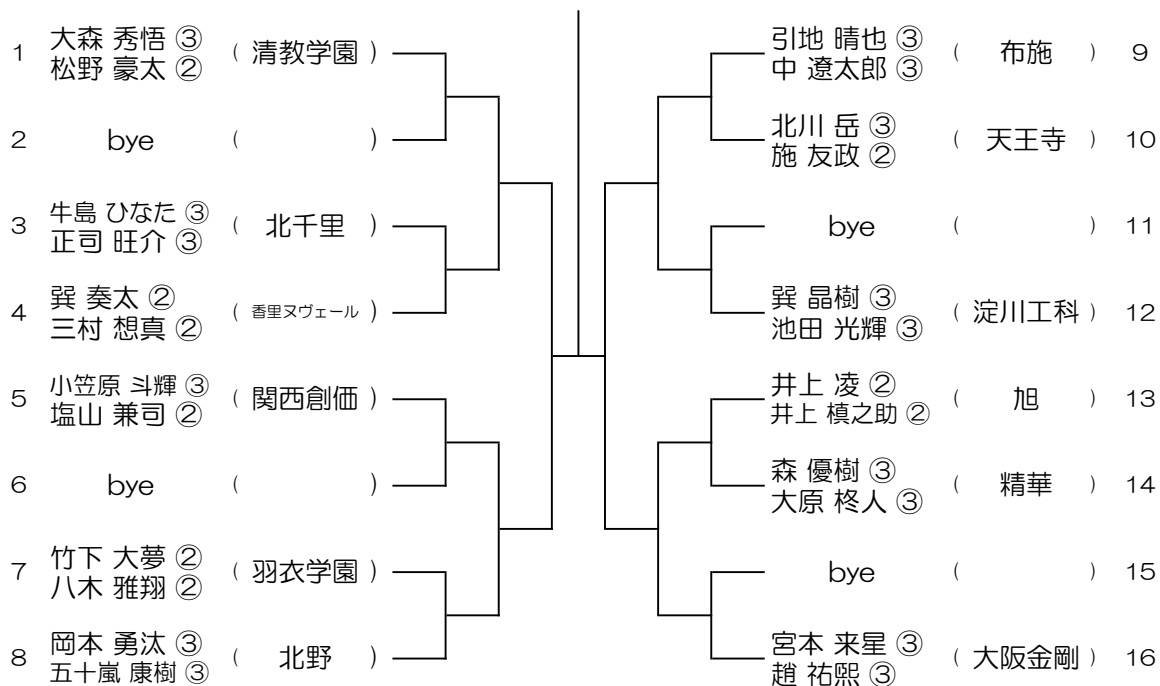 1 大森 秀悟 ③ ( 清教学園 )
松野 豪太 ②
2 bye ( )
3 牛島 ひなた ③ ( 北千里 )
正司 旺介 ③
4 巽 奏太 ② ( 香里ヌヴェール )
三村 想真 ②
5 小笠原 斗輝 ③ ( 関西創価 )
塩山 兼司 ②
6 bye ( )
7 竹下 大夢 ② ( 羽衣学園 )
八木 雅翔 ②
8 岡本 勇汰 ③ ( 北野 )
五十嵐 康樹 ③
引地 晴也 ③ ( 布施 ) 9
中 遼太郎 ③
北川 岳 ③ ( 天王寺 ) 10
施 友政 ②
bye ( ) 11
巽 晶樹 ③ ( 淀川工科 ) 12
池田 光輝 ③
井上 凌 ② ( 旭 ) 13
井上 槙之助 ②
森 優樹 ③ ( 精華 ) 14
大原 柊人 ③
bye ( ) 15
宮本 来星 ③ ( 大阪金剛 ) 16
趙 祐熙 ③